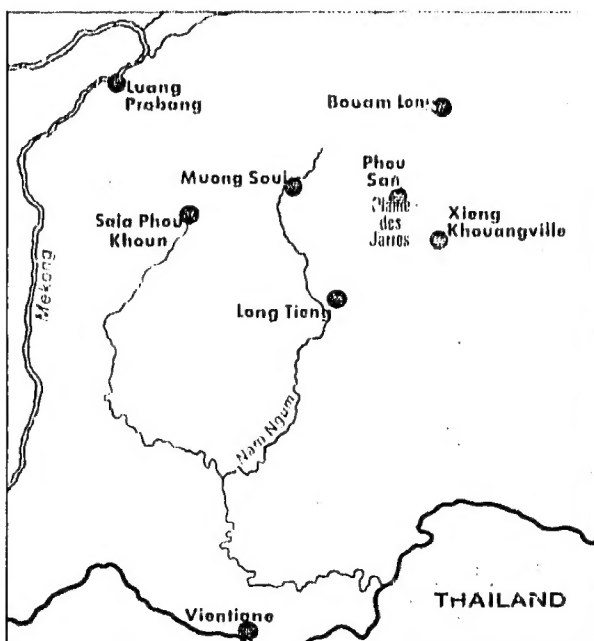 Luang
Prabang
Bouam Long
Muong Soui
Phou
San
Plaine
des
Jarres
Xieng
Khouangville
Sala Phou
Khoun
Mekong
Long Tieng
Nam Ngum
THAILAND
Vientiane